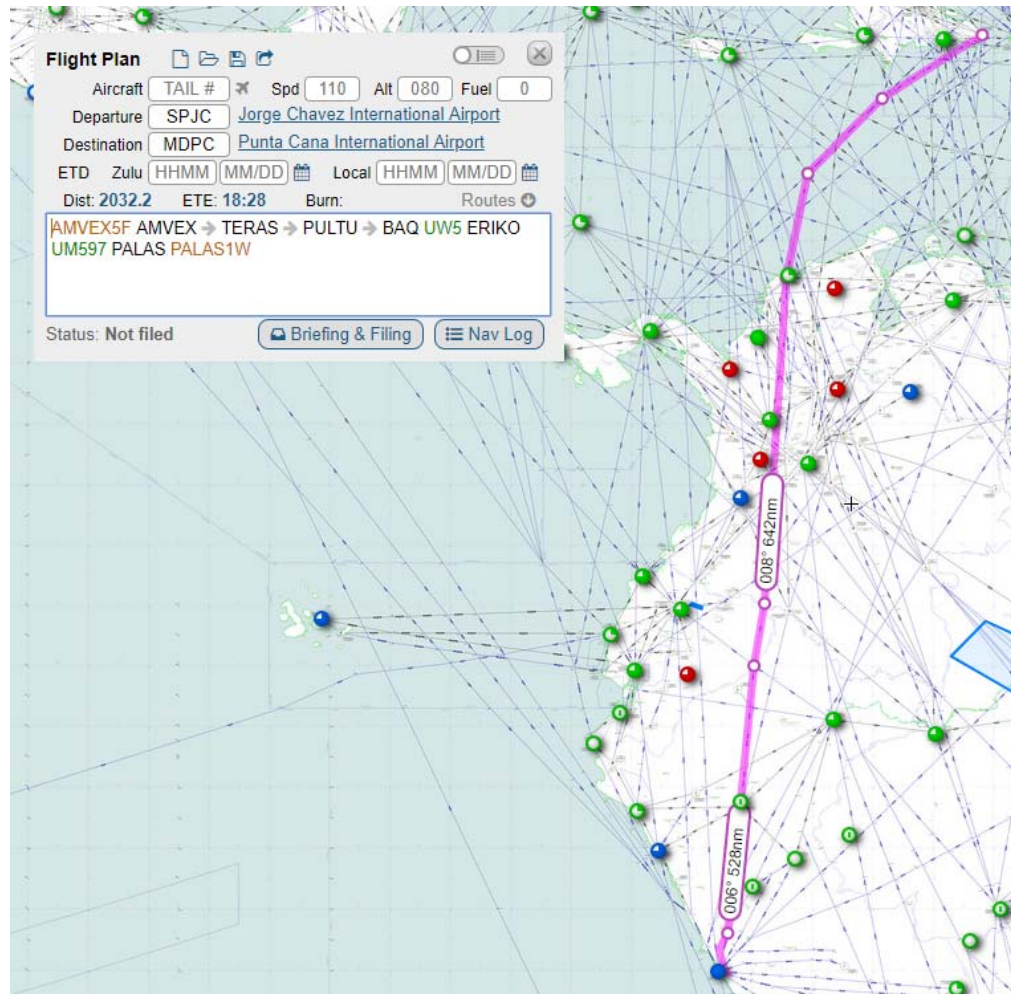 Flight Plan
Aircraft TAIL # Spd 110 Alt 080 Fuel 0
Departure SPJC Jorge Chavez International Airport
Destination MDPC Punta Cana International Airport
ETD Zulu HHMM MM/DD Local HHMM MM/DD
Dist: 2032.2 ETE: 18:28 Burn: Routes
AMVEX5F AMVEX → TERAS → PULTU → BAQ UW5 ERIKO
UM597 PALAS PALAS1W
Status: Not filed Briefing & Filing Nav Log
008° 642nm
006° 528nm